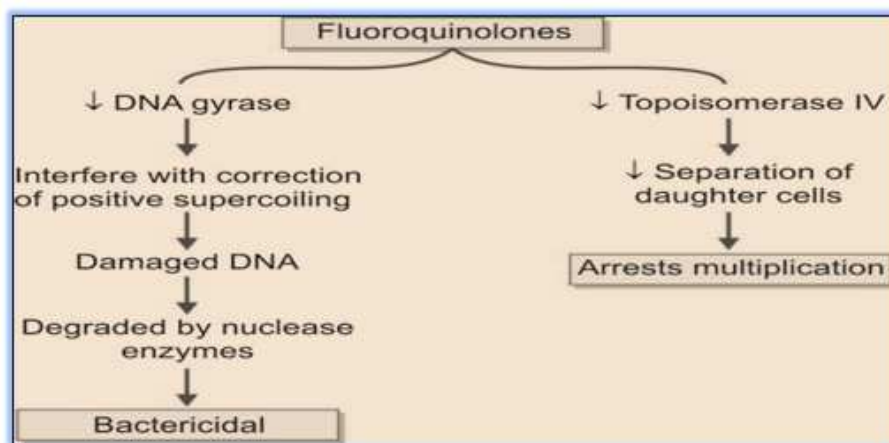 Fluoroquinolones
↓ DNA gyrase
Interfere with correction
of positive supercoiling
Damaged DNA
Degraded by nuclease
enzymes
Bactericidal
↓ Topoisomerase IV
↓ Separation of
daughter cells
Arrests multiplication